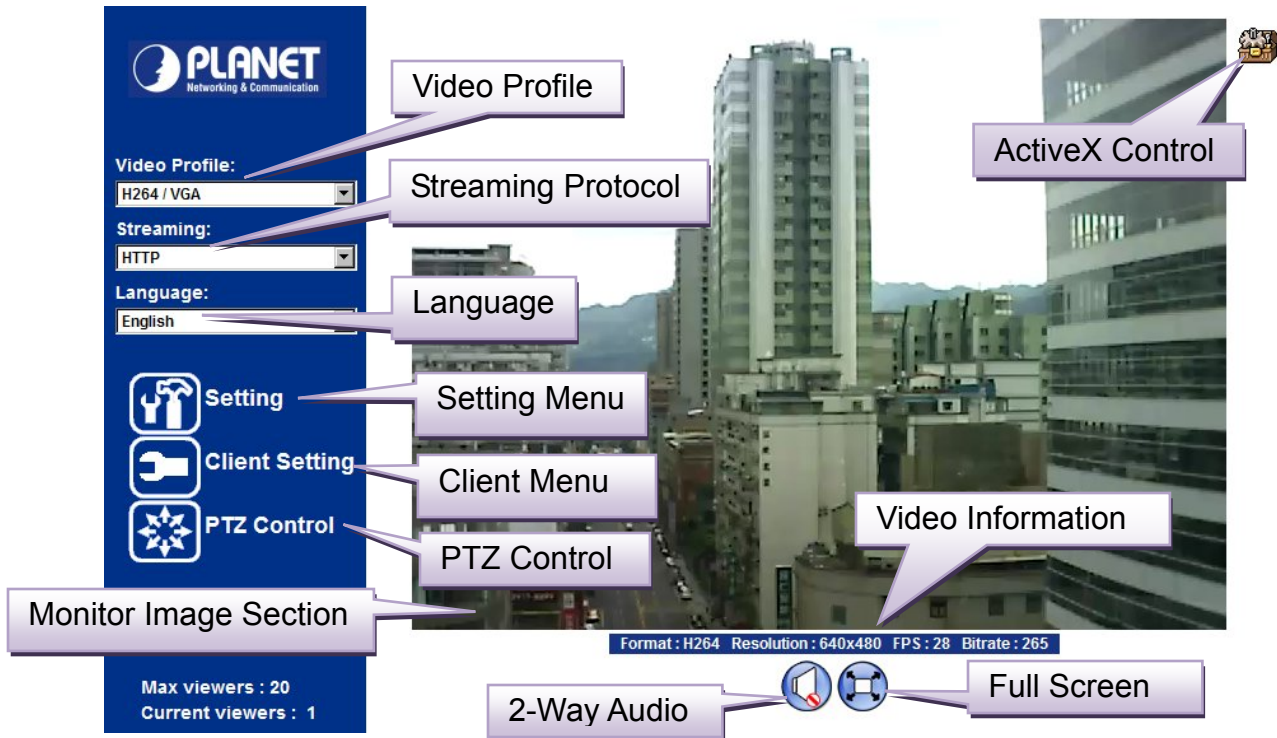 PLANET
Networking & Communication
Video Profile
ActiveX Control
Video Profile:
H264 / VGA
Streaming Protocol
Streaming:
HTTP
Language:
English
Language
Setting
Setting Menu
Client Setting
Client Menu
PTZ Control
PTZ Control
Video Information
Monitor Image Section
Format : H264 Resolution : 640x480 FPS : 28 Bitrate : 265
2-Way Audio
Full Screen
Max viewers : 20
Current viewers : 1